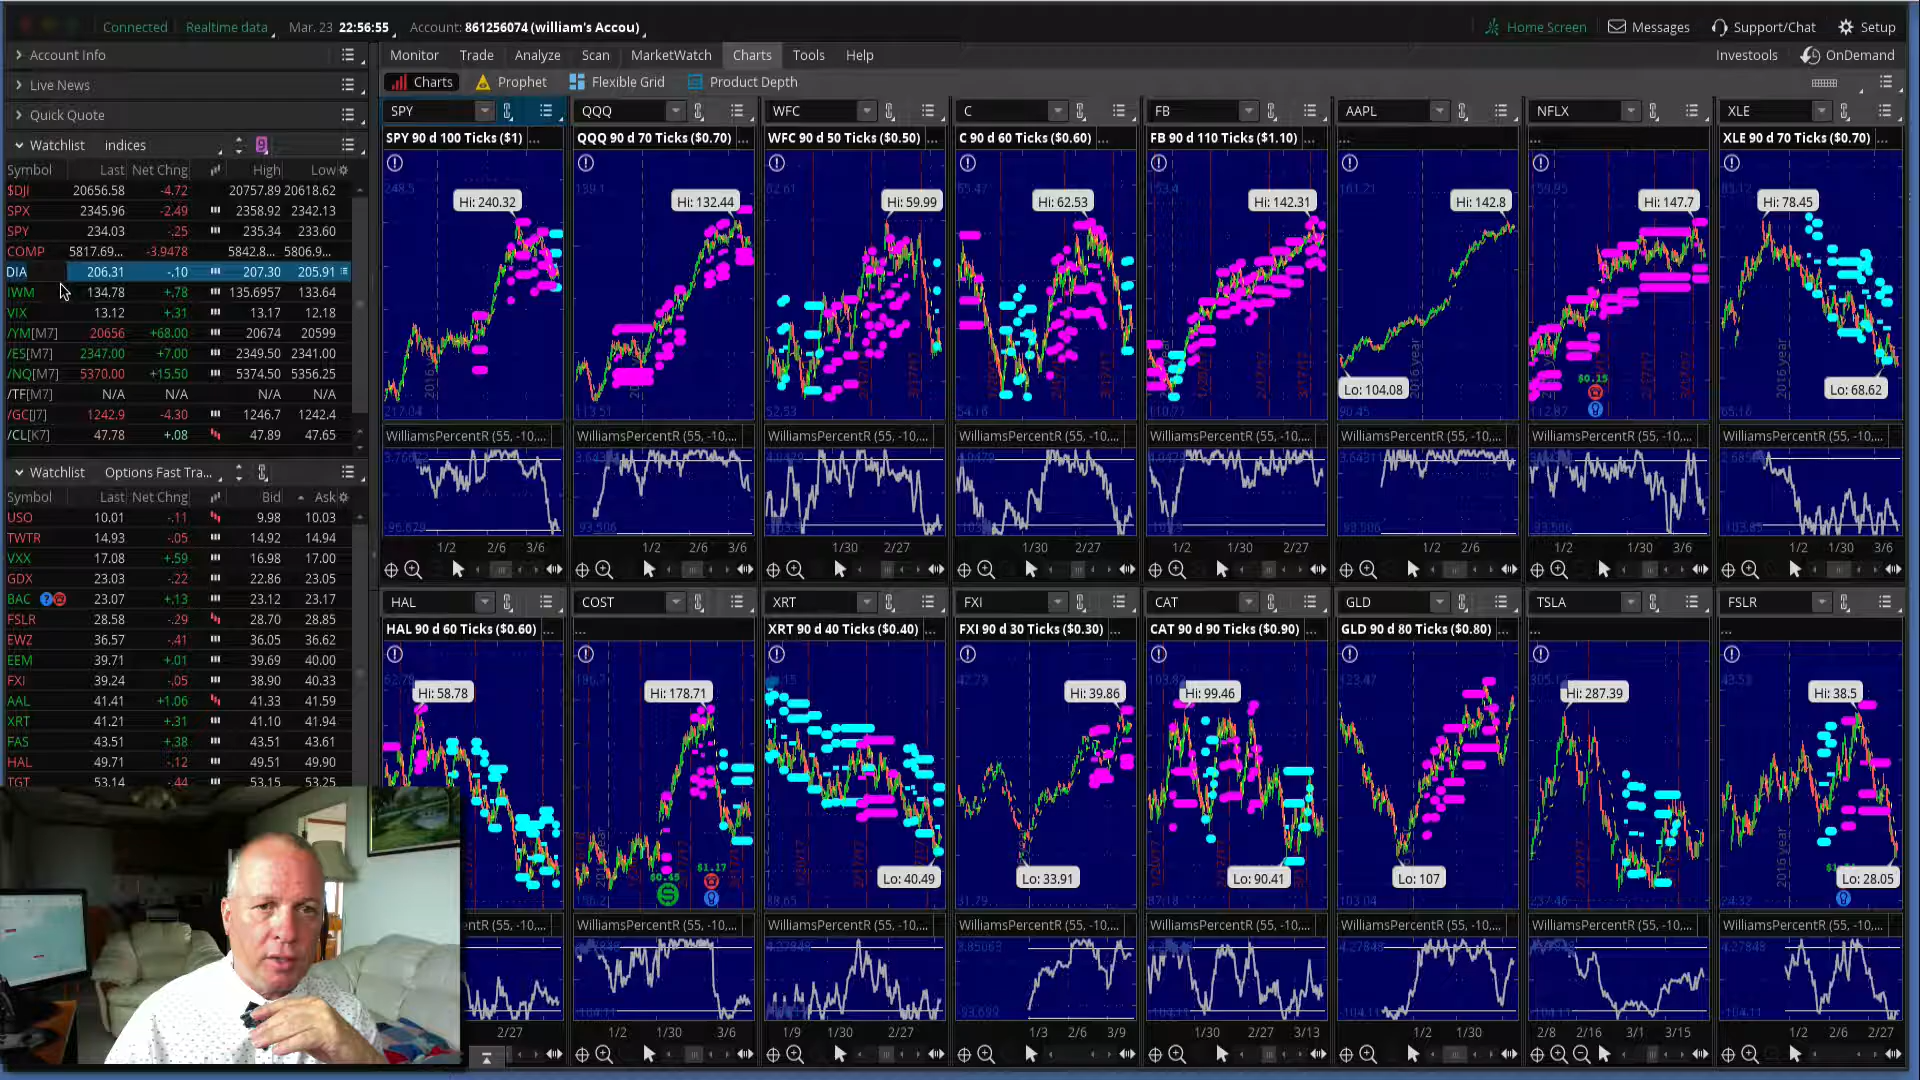 Connected Realtime data Mar. 23 22:56:55 Account: 861256074 (william's Accou) Home Screen Messages Support/Chat Setup
Account Info Monitor Trade Analyze Scan MarketWatch Charts Tools Help Investools OnDemand
Live News Charts Prophet Flexible Grid Product Depth
Quick Quote SPY QQQ WFC C FB AAPL NFLX XLE
Watchlist indices 9
SPY 90 d 100 Ticks ($1) ... QQQ 90 d 70 Ticks ($0.70) ... WFC 90 d 50 Ticks ($0.50) ... C 90 d 60 Ticks ($0.60) ... FB 90 d 110 Ticks ($1.10) ... ... ... XLE 90 d 70 Ticks ($0.70) ...
Symbol Last Net Chng High Low
$DJI 20656.58 -4.72 20757.89 20618.62
SPX 2345.96 -2.49 2358.92 2342.13
SPY 234.03 -.25 235.34 233.60
COMP 5817.69... -3.9478 5842.8... 5806.9...
DIA 206.31 -.10 207.30 205.91
IWM 134.78 +.78 135.6957 133.64
VIX 13.12 +.31 13.17 12.18
/YM[M7] 20656 +68.00 20674 20599
/ES[M7] 2347.00 +7.00 2349.50 2341.00
/NQ[M7] 5370.00 +15.50 5374.50 5356.25
/TF[M7] N/A N/A N/A N/A
/GC[J7] 1242.9 -4.30 1246.7 1242.4
/CL[K7] 47.78 +.08 47.89 47.65
Hi: 240.32 Hi: 132.44 Hi: 59.99 Hi: 62.53 Hi: 142.31 Hi: 142.8 Hi: 147.7 Hi: 78.45
Lo: 104.08 $0.15 Lo: 68.62
WilliamsPercentR (55, -10,... WilliamsPercentR (55, -10,... WilliamsPercentR (55, -10,... WilliamsPercentR (55, -10,... WilliamsPercentR (55, -10,... WilliamsPercentR (55, -10,... WilliamsPercentR (55, -10,... WilliamsPercentR (55, -10,...
1/2 2/6 3/6 1/2 2/6 3/6 1/30 2/27 1/30 2/27 1/2 1/30 2/27 1/2 2/6 1/2 1/30 3/6 1/2 1/30 3/6
Watchlist Options Fast Tra...
Symbol Last Net Chng Bid Ask
USO 10.01 -.11 9.98 10.03
TWTR 14.93 -.05 14.92 14.94
VXX 17.08 +.59 16.98 17.00
GDX 23.03 -.22 22.86 23.05
BAC 23.07 +.13 23.12 23.17
FSLR 28.58 -.29 28.70 28.85
EWZ 36.57 -.41 36.05 36.62
EEM 39.71 +.01 39.69 40.00
FXI 39.24 -.05 38.90 40.33
AAL 41.41 +1.06 41.33 41.59
XRT 41.21 +.31 41.10 41.94
FAS 43.51 +.38 43.51 43.61
HAL 49.71 -.12 49.51 49.90
TGT 53.14 -.44 53.15 53.25
HAL COST XRT FXI CAT GLD TSLA FSLR
HAL 90 d 60 Ticks ($0.60) ... ... XRT 90 d 40 Ticks ($0.40) ... FXI 90 d 30 Ticks ($0.30) ... CAT 90 d 90 Ticks ($0.90) ... GLD 90 d 80 Ticks ($0.80) ... ... ...
Hi: 58.78 Hi: 178.71 Hi: 39.86 Hi: 99.46 Hi: 287.39 Hi: 38.5
$0.45 $1.17 Lo: 40.49 Lo: 33.91 Lo: 90.41 Lo: 107 Lo: 28.05
entR (55, -10,... WilliamsPercentR (55, -10,... WilliamsPercentR (55, -10,... WilliamsPercentR (55, -10,... WilliamsPercentR (55, -10,... WilliamsPercentR (55, -10,... WilliamsPercentR (55, -10,... WilliamsPercentR (55, -10,...
2/27 1/2 1/30 3/6 1/9 1/30 2/27 1/3 2/6 3/9 1/30 2/27 3/13 1/2 1/30 2/8 2/16 3/1 3/15 1/2 2/6 2/27